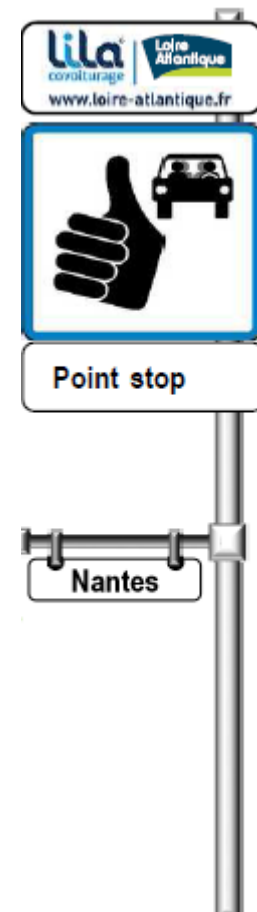 Lila
covoiturage
Loire
Atlantique
www.loire-atlantique.fr
Point stop
Nantes